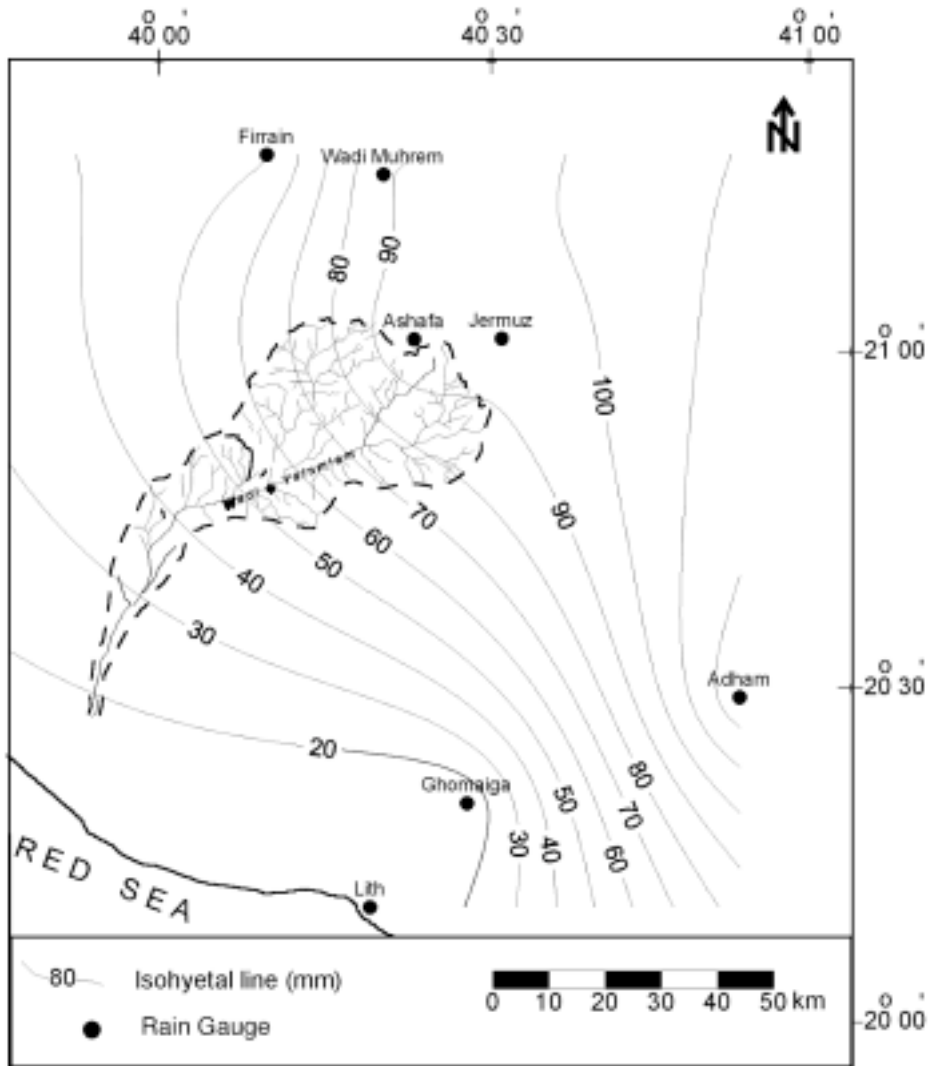 40° 00' 40° 30' 41° 00'
N
Firrain
Wadi Muhrem
80
90
Ashafa
Jermuz
21° 00'
100
Wadi Yalamlam
70
90
60
50
40
30
20° 30'
Adham
20
80
Ghomaiga
50
70
30
40
60
RED SEA
Lith
80 Isohyetal line (mm)
0 10 20 30 40 50 km
Rain Gauge
20° 00'